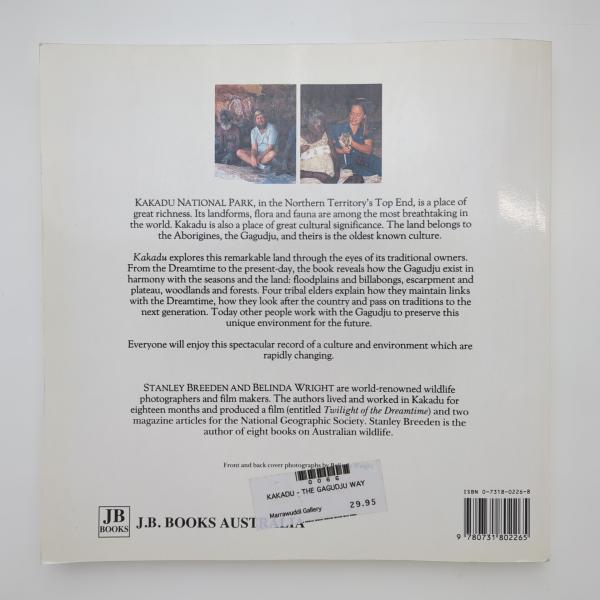 KAKADU NATIONAL PARK, in the Northern Territory's Top End, is a place of
great richness. Its landforms, flora and fauna are among the most breathtaking in
the world. Kakadu is also a place of great cultural significance. The land belongs to
the Aborigines, the Gagudju, and theirs is the oldest known culture.
Kakadu explores this remarkable land through the eyes of its traditional owners.
From the Dreamtime to the present-day, the book reveals how the Gagudju exist in
harmony with the seasons and the land: floodplains and billabongs, escarpment and
plateau, woodlands and forests. Four tribal elders explain how they maintain links
with the Dreamtime, how they look after the country and pass on traditions to the
next generation. Today other people work with the Gagudju to preserve this
unique environment for the future.
Everyone will enjoy this spectacular record of a culture and environment which are
rapidly changing.
STANLEY BREEDEN AND BELINDA WRIGHT are world-renowned wildlife
photographers and film makers. The authors lived and worked in Kakadu for
eighteen months and produced a film (entitled Twilight of the Dreamtime) and two
magazine articles for the National Geographic Society. Stanley Breeden is the
author of eight books on Australian wildlife.
Front and back cover photographs by Belinda Wright
0066
KAKADU - THE GAGUDJU WAY
Marrawuddi Gallery 29.95
JB
BOOKS
J.B. BOOKS AUSTRALIA
ISBN 0-7318-0226-8
9 780731 802265